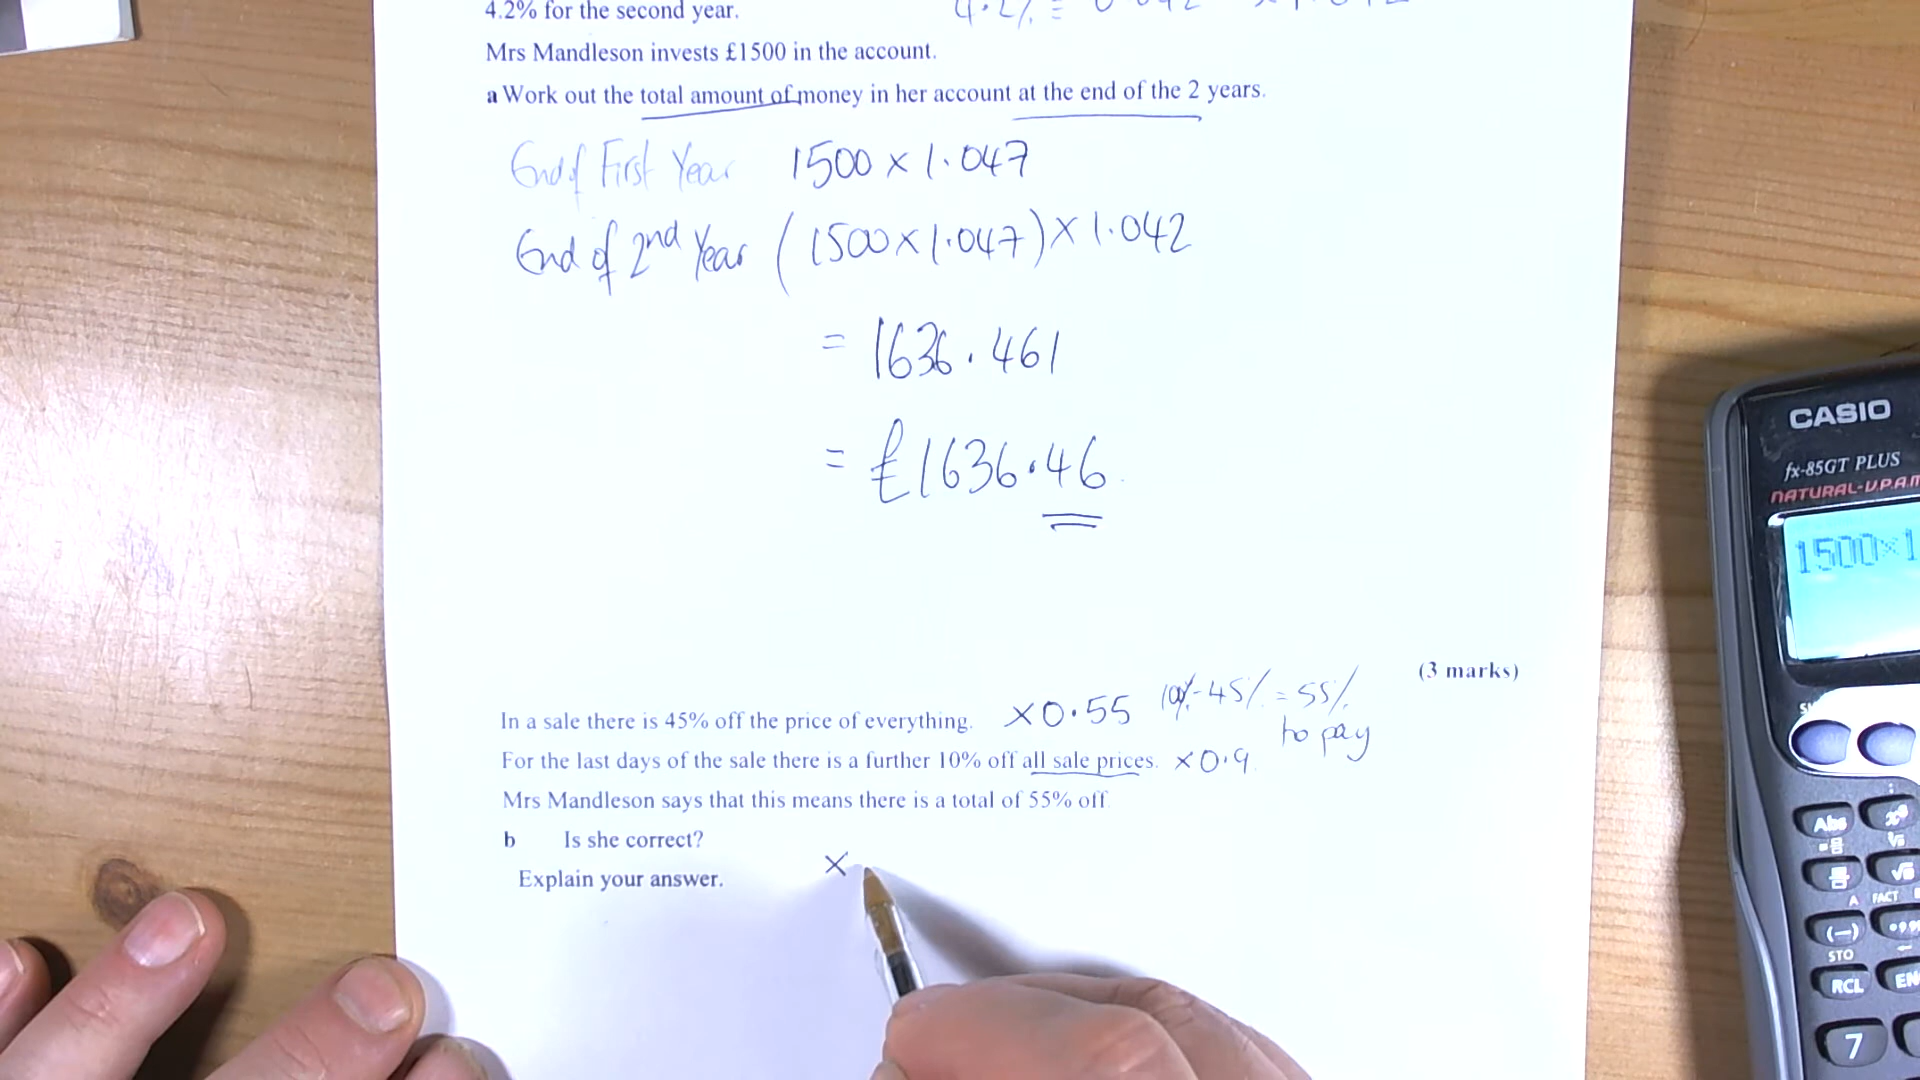 4.2% for the second year. 4.2% = 0.042 × 1.042
Mrs Mandleson invests £1500 in the account.
a Work out the total amount of money in her account at the end of the 2 years.
End of First Year 1500 × 1.047
End of 2nd Year (1500 × 1.047) × 1.042
= 1636.461
= £1636.46
(3 marks)
In a sale there is 45% off the price of everything. ×0.55 100%-45% = 55%
to pay
For the last days of the sale there is a further 10% off all sale prices. ×0.9
Mrs Mandleson says that this means there is a total of 55% off.
b Is she correct?
Explain your answer. ×
CASIO
fx-85GT PLUS
NATURAL-V.P.A.M
1500×1
Abs
A FACT
(–)
STO
RCL
7